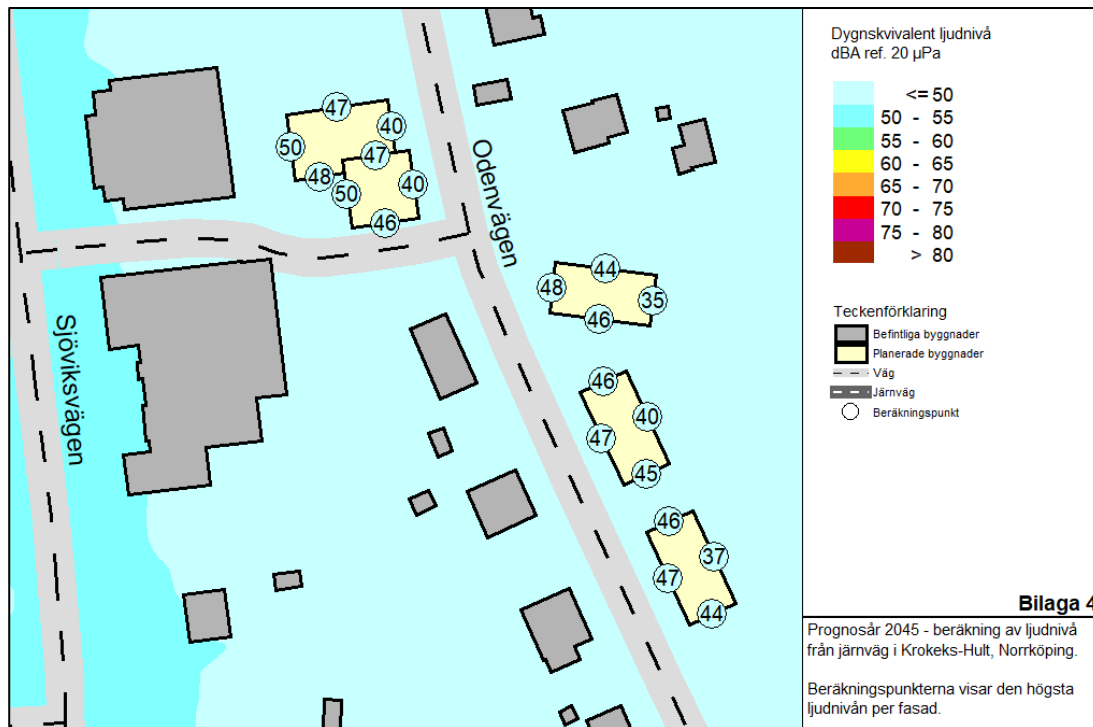 47
40
50
47
48
50
40
46
Odenvägen
44
48
35
46
46
40
47
45
46
37
47
44
Sjöviksvägen
Dygnskvivalent ljudnivå
dBA ref. 20 µPa
<= 50
50 - 55
55 - 60
60 - 65
65 - 70
70 - 75
75 - 80
> 80
Teckenförklaring
Befintliga byggnader
Planerade byggnader
Väg
Järnväg
Beräkningspunkt
Bilaga 4
Prognosår 2045 - beräkning av ljudnivå
från järnväg i Krokeks-Hult, Norrköping.
Beräkningspunkterna visar den högsta
ljudnivån per fasad.